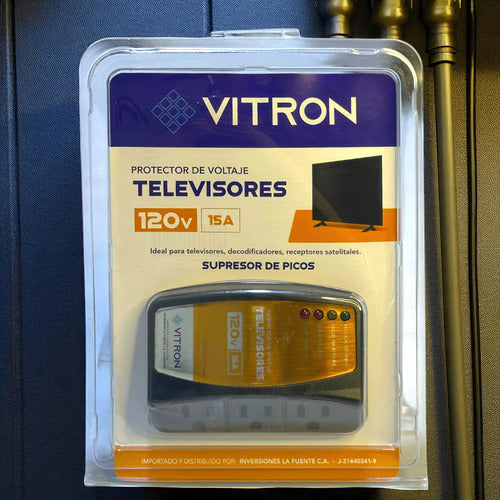 VITRON
PROTECTOR DE VOLTAJE
TELEVISORES
120V 15A
Ideal para televisores, decodificadores, receptores satelitales.
SUPRESOR DE PICOS
VITRON
120V 15A
TELEVISORES
IMPORTADO Y DISTRIBUIDO POR: INVERSIONES LA FUENTE C.A. - J-31440341-9